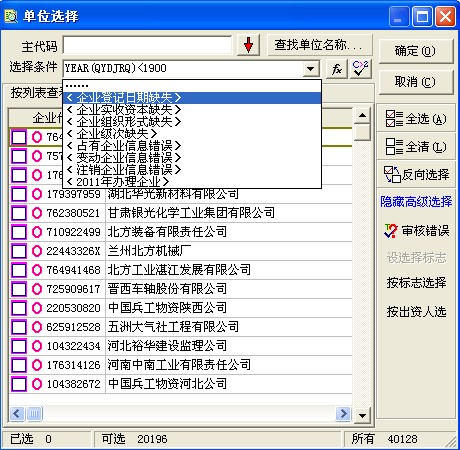 单位选择
主代码
查找单位名称...
确定(O)
选择条件 YEAR(QYDJRQ)<1900
fx
C>2
取消(C)
按列表查
......
<企业登记日期缺失>
<企业实收资本缺失>
<企业组织形式缺失>
<企业级次缺失>
<占有企业信息错误>
<变动企业信息错误>
<注销企业信息错误>
<2011年办理企业>
全选(A)
全清(L)
反向选择
隐藏高级选择
审核错误
设选择标志
按标志选择
按出资人选
企业
764
757
176
179397959 湖北华光新材料有限公司
762380521 甘肃银光化学工业集团有限公司
710922499 北方装备有限责任公司
22443326X 兰州北方机械厂
764941468 北方工业湛江发展有限公司
725909617 晋西车轴股份有限公司
220530820 中国兵工物资陕西公司
625912528 五洲大气社工程有限公司
104322434 河北裕华建设监理公司
176314126 河南中南工业有限责任公司
104382672 中国兵工物资河北公司
已选 0
可选 20196
所有 40128